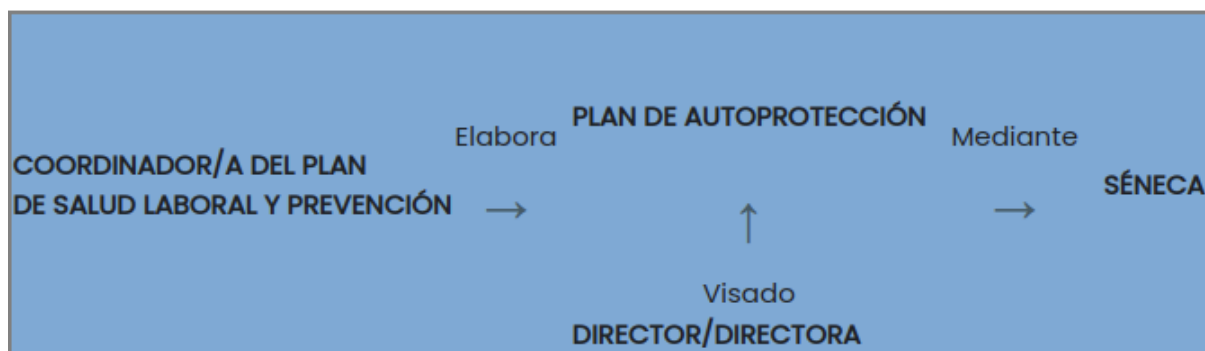 COORDINADOR/A DEL PLAN
DE SALUD LABORAL Y PREVENCIÓN
Elabora
→
PLAN DE AUTOPROTECCIÓN
↑
Visado
DIRECTOR/DIRECTORA
Mediante
→
SÉNECA